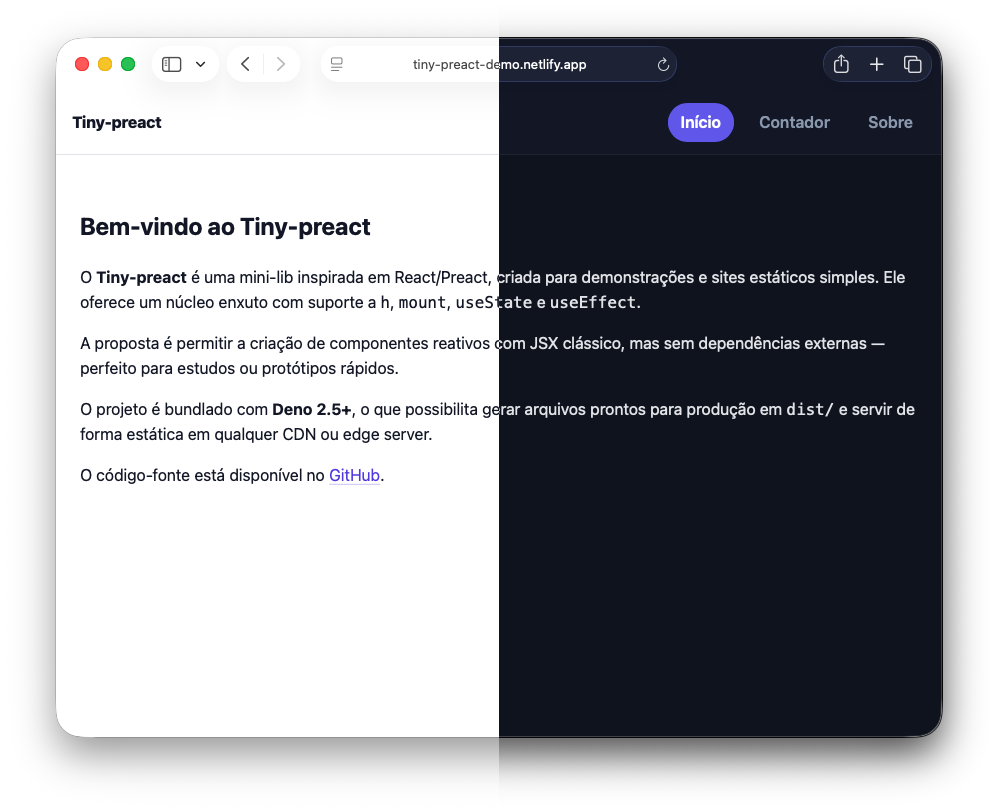 tiny-preact-demo.netlify.app
Tiny-preact Início Contador Sobre
Bem-vindo ao Tiny-preact
O Tiny-preact é uma mini-lib inspirada em React/Preact, criada para demonstrações e sites estáticos simples. Ele
oferece um núcleo enxuto com suporte a h, mount, useState e useEffect.
A proposta é permitir a criação de componentes reativos com JSX clássico, mas sem dependências externas —
perfeito para estudos ou protótipos rápidos.
O projeto é bundlado com Deno 2.5+, o que possibilita gerar arquivos prontos para produção em dist/ e servir de
forma estática em qualquer CDN ou edge server.
O código-fonte está disponível no GitHub.